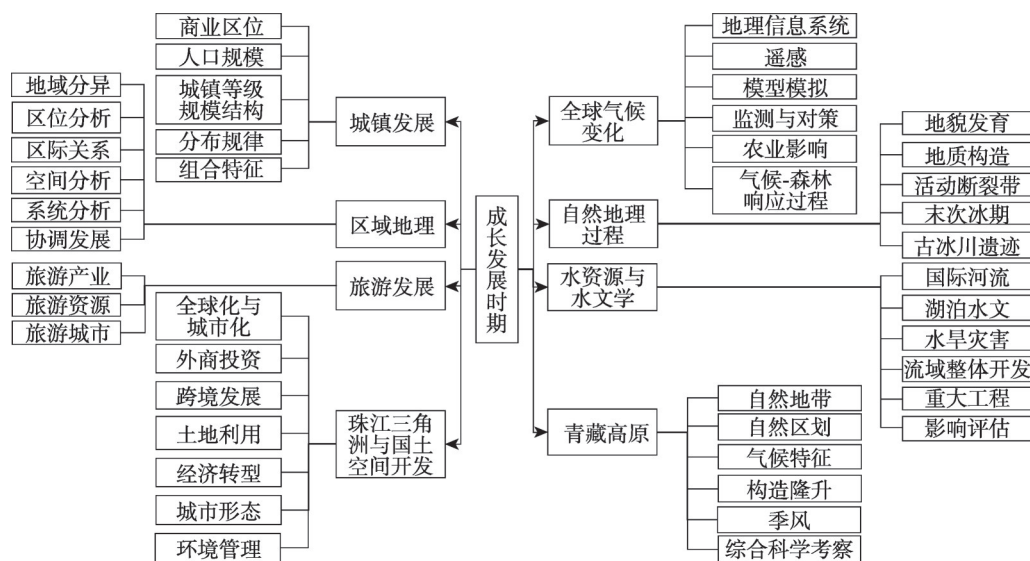 商业区位
人口规模
城镇等级
规模结构
分布规律
组合特征
城镇发展
地域分异
区位分析
区际关系
空间分析
系统分析
协调发展
区域地理
旅游产业
旅游资源
旅游城市
旅游发展
全球化与
城市化
外商投资
跨境发展
土地利用
经济转型
城市形态
环境管理
珠江三角
洲与国土
空间开发
成长发展时期
全球气候
变化
地理信息系统
遥感
模型模拟
监测与对策
农业影响
气候-森林
响应过程
自然地理
过程
地貌发育
地质构造
活动断裂带
末次冰期
古冰川遗迹
水资源与
水文学
国际河流
湖泊水文
水旱灾害
流域整体开发
重大工程
影响评估
青藏高原
自然地带
自然区划
气候特征
构造隆升
季风
综合科学考察